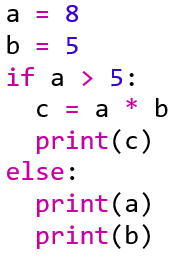 a = 8
b = 5
if a > 5:
  c = a * b
  print(c)
else:
  print(a)
  print(b)